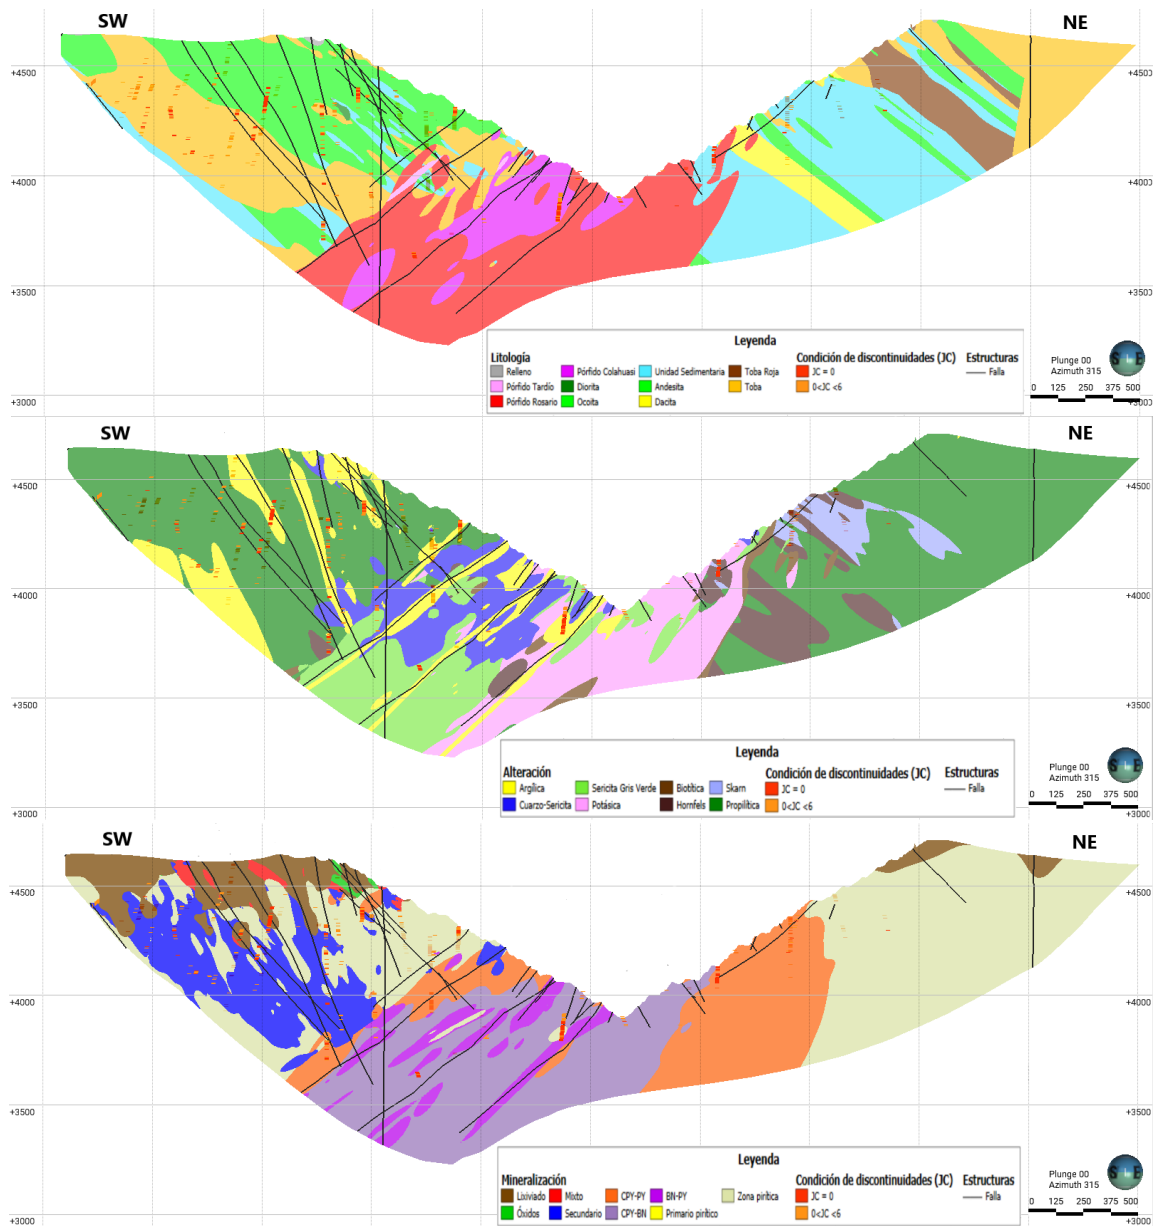 SW NE
+4500 +4500
+4000 +4000
+3500 +3500
Leyenda
Litología Condición de discontinuidades (JC) Estructuras
Relleno Pórfido Colahuasi Unidad Sedimentaria Toba Roja JC = 0 Falla
Pórfido Tardío Diorita Andesita Toba 0<JC <6
Pórfido Rosario Ocoita Dacita
Plunge 00
Azimuth 315
S E
0 125 250 375 500
+3000 +3000
SW NE
+4500 +4500
+4000 +4000
+3500 +3500
Leyenda
Alteración Condición de discontinuidades (JC) Estructuras
Argílica Sericita Gris Verde Biotítica Skarn JC = 0 Falla
Cuarzo-Sericita Potásica Hornfels Propilítica 0<JC <6
Plunge 00
Azimuth 315
S E
0 125 250 375 500
+3000 +3000
SW NE
+4500 +4500
+4000 +4000
+3500 +3500
Leyenda
Mineralización Condición de discontinuidades (JC) Estructuras
Lixiviado Mixto CPY-PY BN-PY Zona pirítica JC = 0 Falla
Óxidos Secundario CPY-BN Primario pirítico 0<JC <6
Plunge 00
Azimuth 315
S E
0 125 250 375 500
+3000 +3000